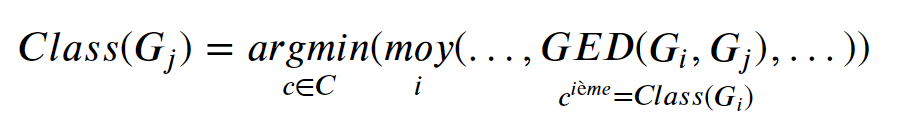 Class(G_j) = argmin(moy(. . . , GED(G_i, G_j), . . . ))
c∈C i c^{ième}=Class(G_i)